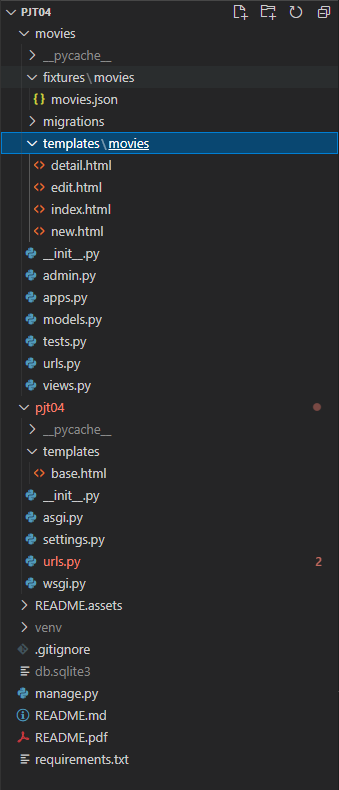 PJT04
movies
__pycache__
fixtures\movies
movies.json
migrations
templates\movies
detail.html
edit.html
index.html
new.html
__init__.py
admin.py
apps.py
models.py
tests.py
urls.py
views.py
pjt04
__pycache__
templates
base.html
__init__.py
asgi.py
settings.py
urls.py 2
wsgi.py
README.assets
venv
.gitignore
db.sqlite3
manage.py
README.md
README.pdf
requirements.txt